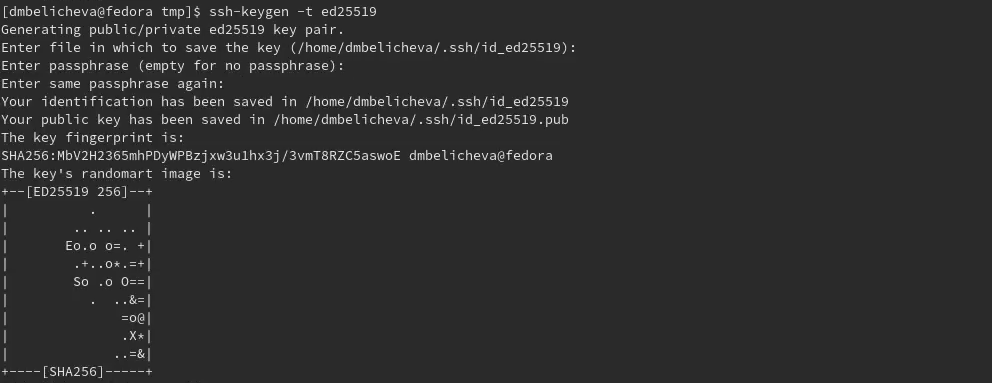 [dmbelicheva@fedora tmp]$ ssh-keygen -t ed25519
Generating public/private ed25519 key pair.
Enter file in which to save the key (/home/dmbelicheva/.ssh/id_ed25519):
Enter passphrase (empty for no passphrase):
Enter same passphrase again:
Your identification has been saved in /home/dmbelicheva/.ssh/id_ed25519
Your public key has been saved in /home/dmbelicheva/.ssh/id_ed25519.pub
The key fingerprint is:
SHA256:MbV2H2365mhPDyWPBzjxw3u1hx3j/3vmT8RZC5aswoE dmbelicheva@fedora
The key's randomart image is:
+--[ED25519 256]--+
|          .      |
|        .. .. .. |
|       Eo.o o=. +|
|        .+..o*.=+|
|        So .o O==|
|          .  ..&=|
|              =o@|
|              .X*|
|             ..=&|
+----[SHA256]-----+